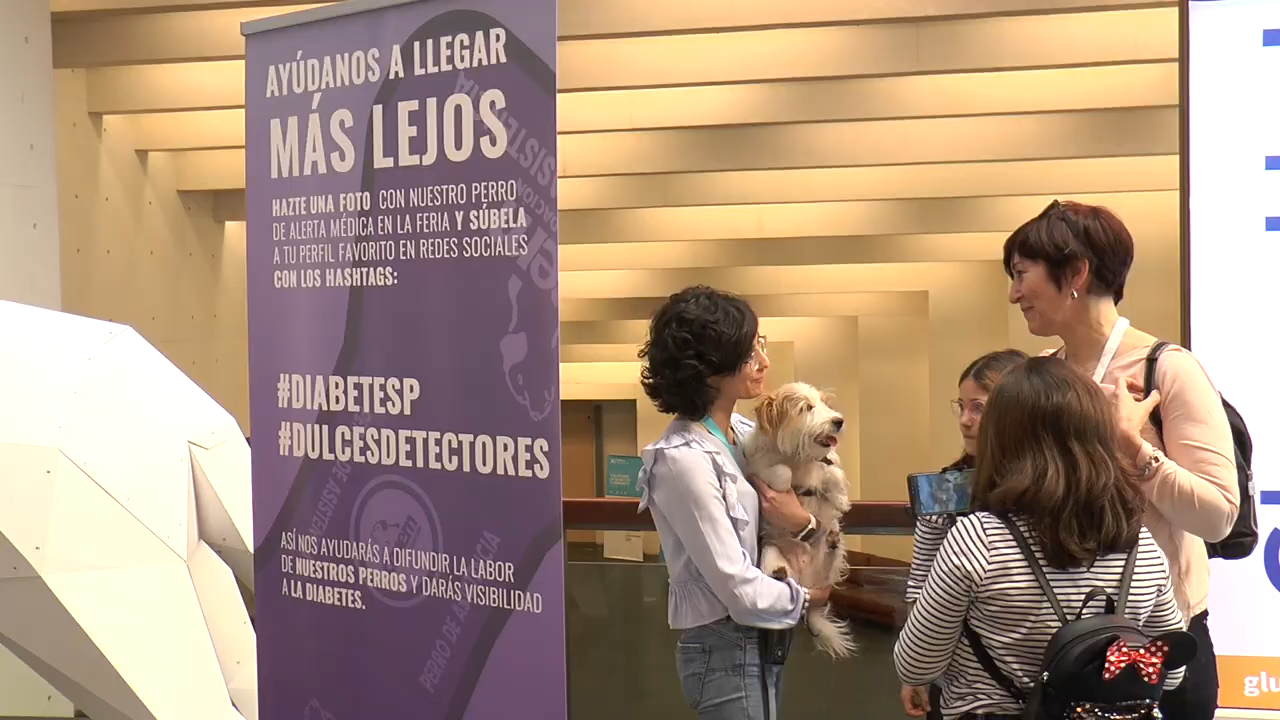 AYÚDANOS A LLEGAR
MÁS LEJOS
HAZTE UNA FOTO CON NUESTRO PERRO
DE ALERTA MÉDICA EN LA FERIA Y SÚBELA
A TU PERFIL FAVORITO EN REDES SOCIALES
CON LOS HASHTAGS:
#DIABETESP
#DULCESDETECTORES
ASÍ NOS AYUDARÁS A DIFUNDIR LA LABOR
DE NUESTROS PERROS Y DARÁS VISIBILIDAD
A LA DIABETES.
PERRO DE
glu